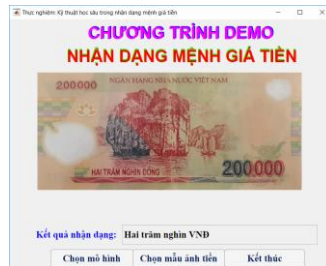 Thực nghiệm: Kỹ thuật học sâu trong nhận dạng mệnh giá tiền
CHƯƠNG TRÌNH DEMO
NHẬN DẠNG MỆNH GIÁ TIỀN
NGÂN HÀNG NHÀ NƯỚC VIỆT NAM
200000
HAI TRĂM NGHÌN ĐỒNG
200000
Kết quả nhận dạng: Hai trăm nghìn VNĐ
Chọn mô hình Chọn mẫu ảnh tiền Kết thúc